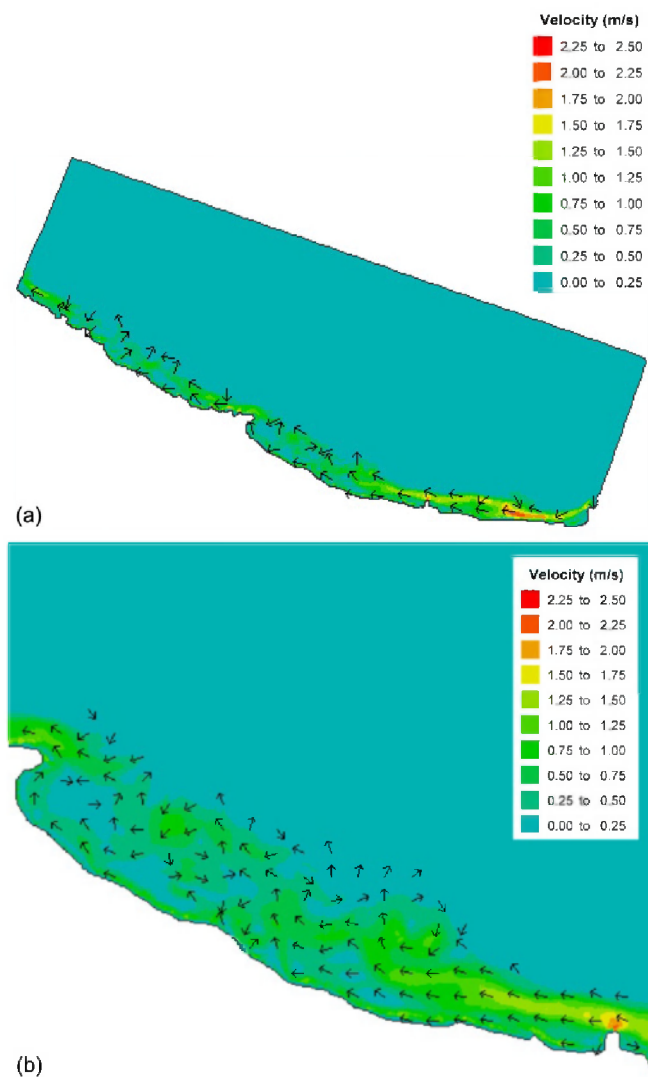 Velocity (m/s)
2.25 to 2.50
2.00 to 2.25
1.75 to 2.00
1.50 to 1.75
1.25 to 1.50
1.00 to 1.25
0.75 to 1.00
0.50 to 0.75
0.25 to 0.50
0.00 to 0.25
(a)
Velocity (m/s)
2.25 to 2.50
2.00 to 2.25
1.75 to 2.00
1.50 to 1.75
1.25 to 1.50
1.00 to 1.25
0.75 to 1.00
0.50 to 0.75
0.25 to 0.50
0.00 to 0.25
(b)